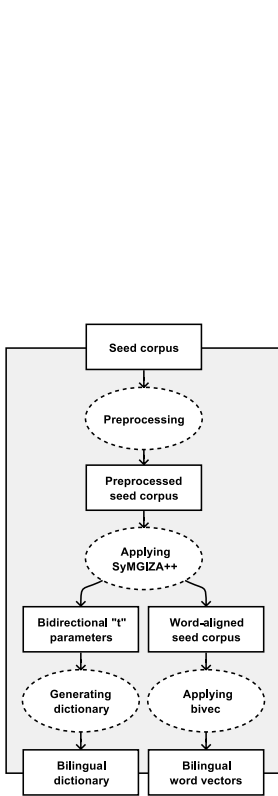 Seed corpus
Preprocessing
Preprocessed
seed corpus
Applying
SyMGIZA++
Bidirectional "t"
parameters
Word-aligned
seed corpus
Generating
dictionary
Applying
bivec
Bilingual
dictionary
Bilingual
word vectors